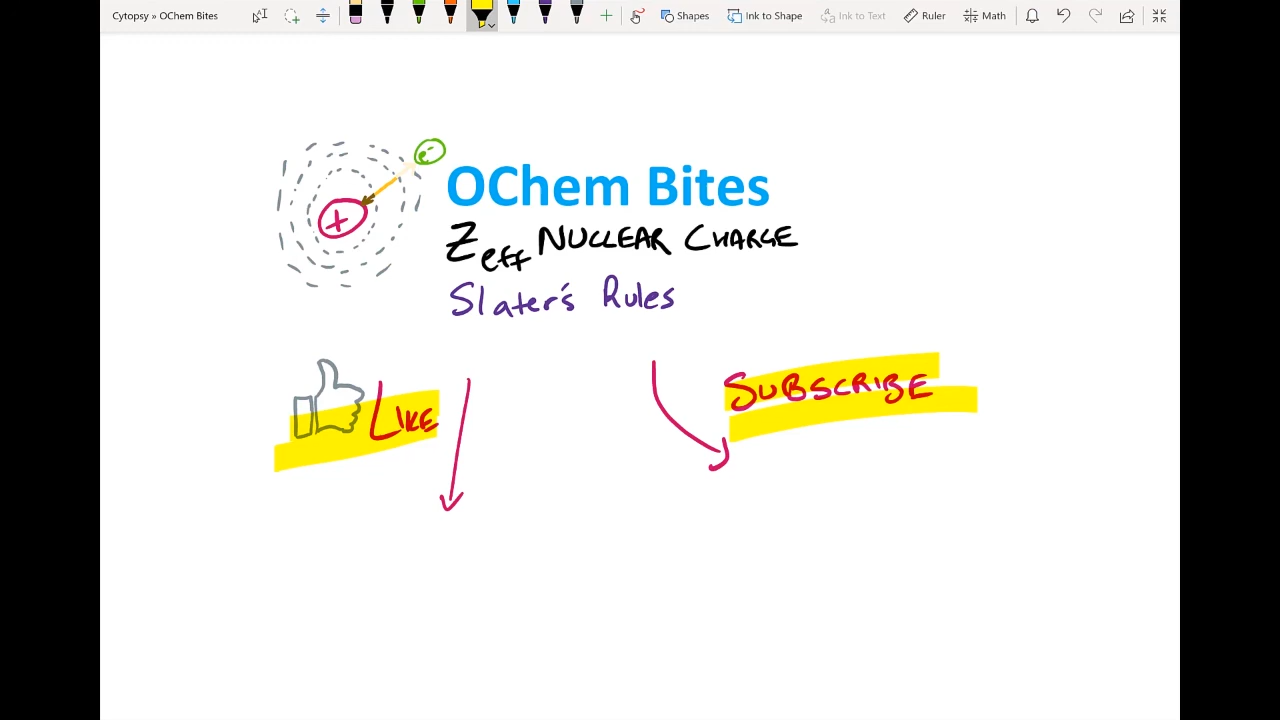 Cytopsy » OChem Bites Shapes Ink to Shape Ink to Text Ruler Math
e-
+
OChem Bites
Zeff NUCLEAR CHARGE
Slater's Rules
LIKE
SUBSCRIBE